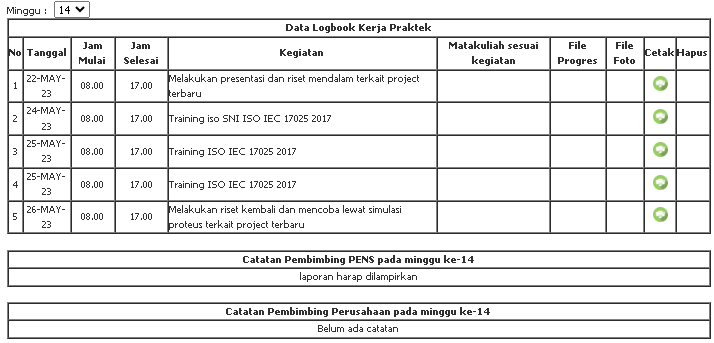 Minggu : 14
Data Logbook Kerja Praktek
No Tanggal Jam Mulai Jam Selesai Kegiatan Matakuliah sesuai kegiatan File Progres File Foto Cetak Hapus
1 22-MAY-23 08.00 17.00 Melakukan presentasi dan riset mendalam terkait project terbaru
2 24-MAY-23 08.00 17.00 Training iso SNI ISO IEC 17025 2017
3 25-MAY-23 08.00 17.00 Training ISO IEC 17025 2017
4 25-MAY-23 08.00 17.00 Training ISO IEC 17025 2017
5 26-MAY-23 08.00 17.00 Melakukan riset kembali dan mencoba lewat simulasi proteus terkait project terbaru
Catatan Pembimbing PENS pada minggu ke-14
laporan harap dilampirkan
Catatan Pembimbing Perusahaan pada minggu ke-14
Belum ada catatan